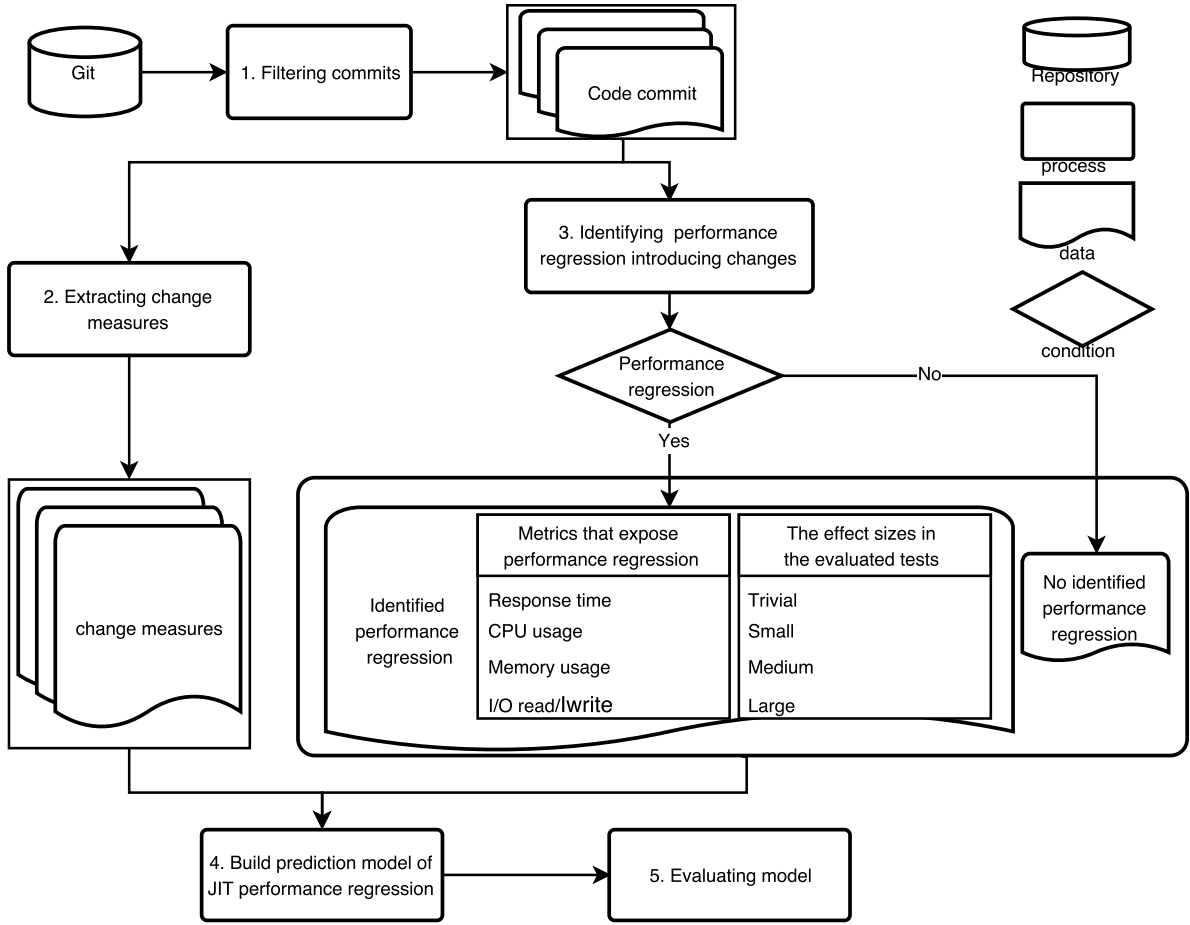 Git
1. Filtering commits
Code commit
Repository
process
data
condition
2. Extracting change
measures
3. Identifying performance
regression introducing changes
Performance
regression
No
Yes
change measures
Identified
performance
regression
Metrics that expose
performance regression
Response time
CPU usage
Memory usage
I/O read/Iwrite
The effect sizes in
the evaluated tests
Trivial
Small
Medium
Large
No identified
performance
regression
4. Build prediction model of
JIT performance regression
5. Evaluating model